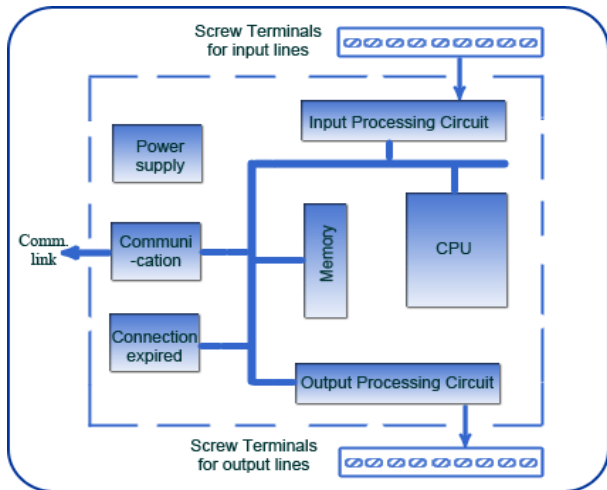 Screw Terminals
for input lines
Input Processing Circuit
Power
supply
Comm.
link
Communi
-cation
Memory
CPU
Connection
expired
Output Processing Circuit
Screw Terminals
for output lines